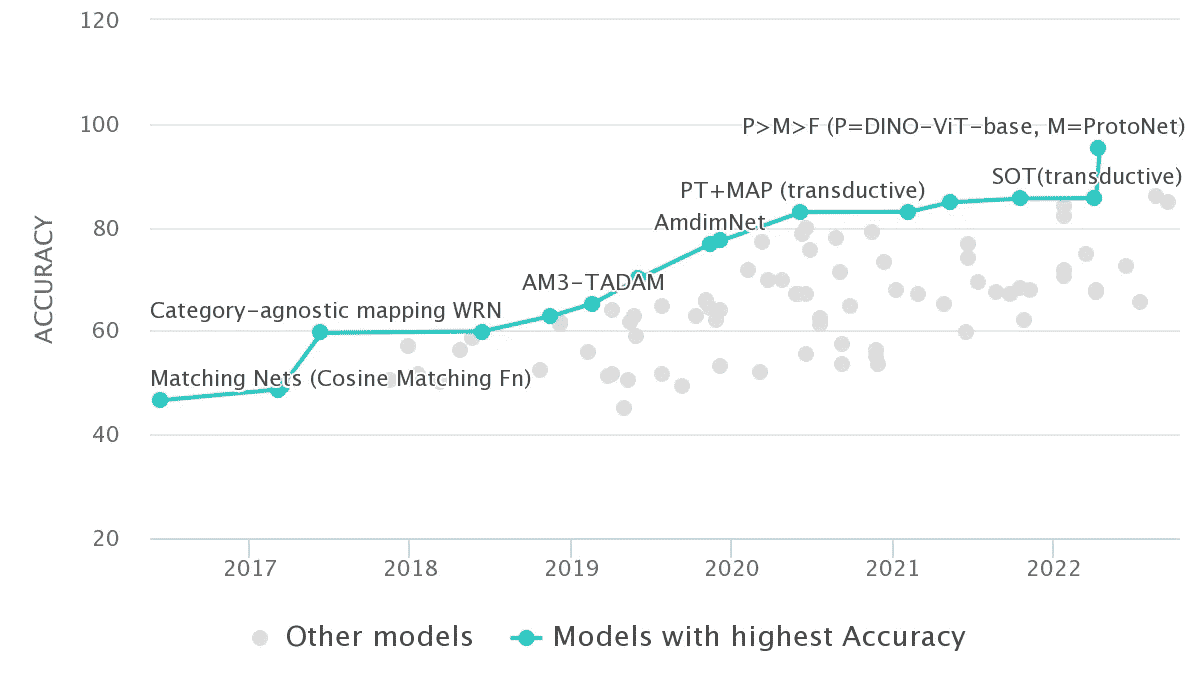 120
100
80
60
40
20
ACCURACY
P>M>F (P=DINO-ViT-base, M=ProtoNet)
SOT(transductive)
PT+MAP (transductive)
AmdimNet
AM3-TADAM
Category-agnostic mapping WRN
Matching Nets (Cosine Matching Fn)
2017
2018
2019
2020
2021
2022
Other models
Models with highest Accuracy